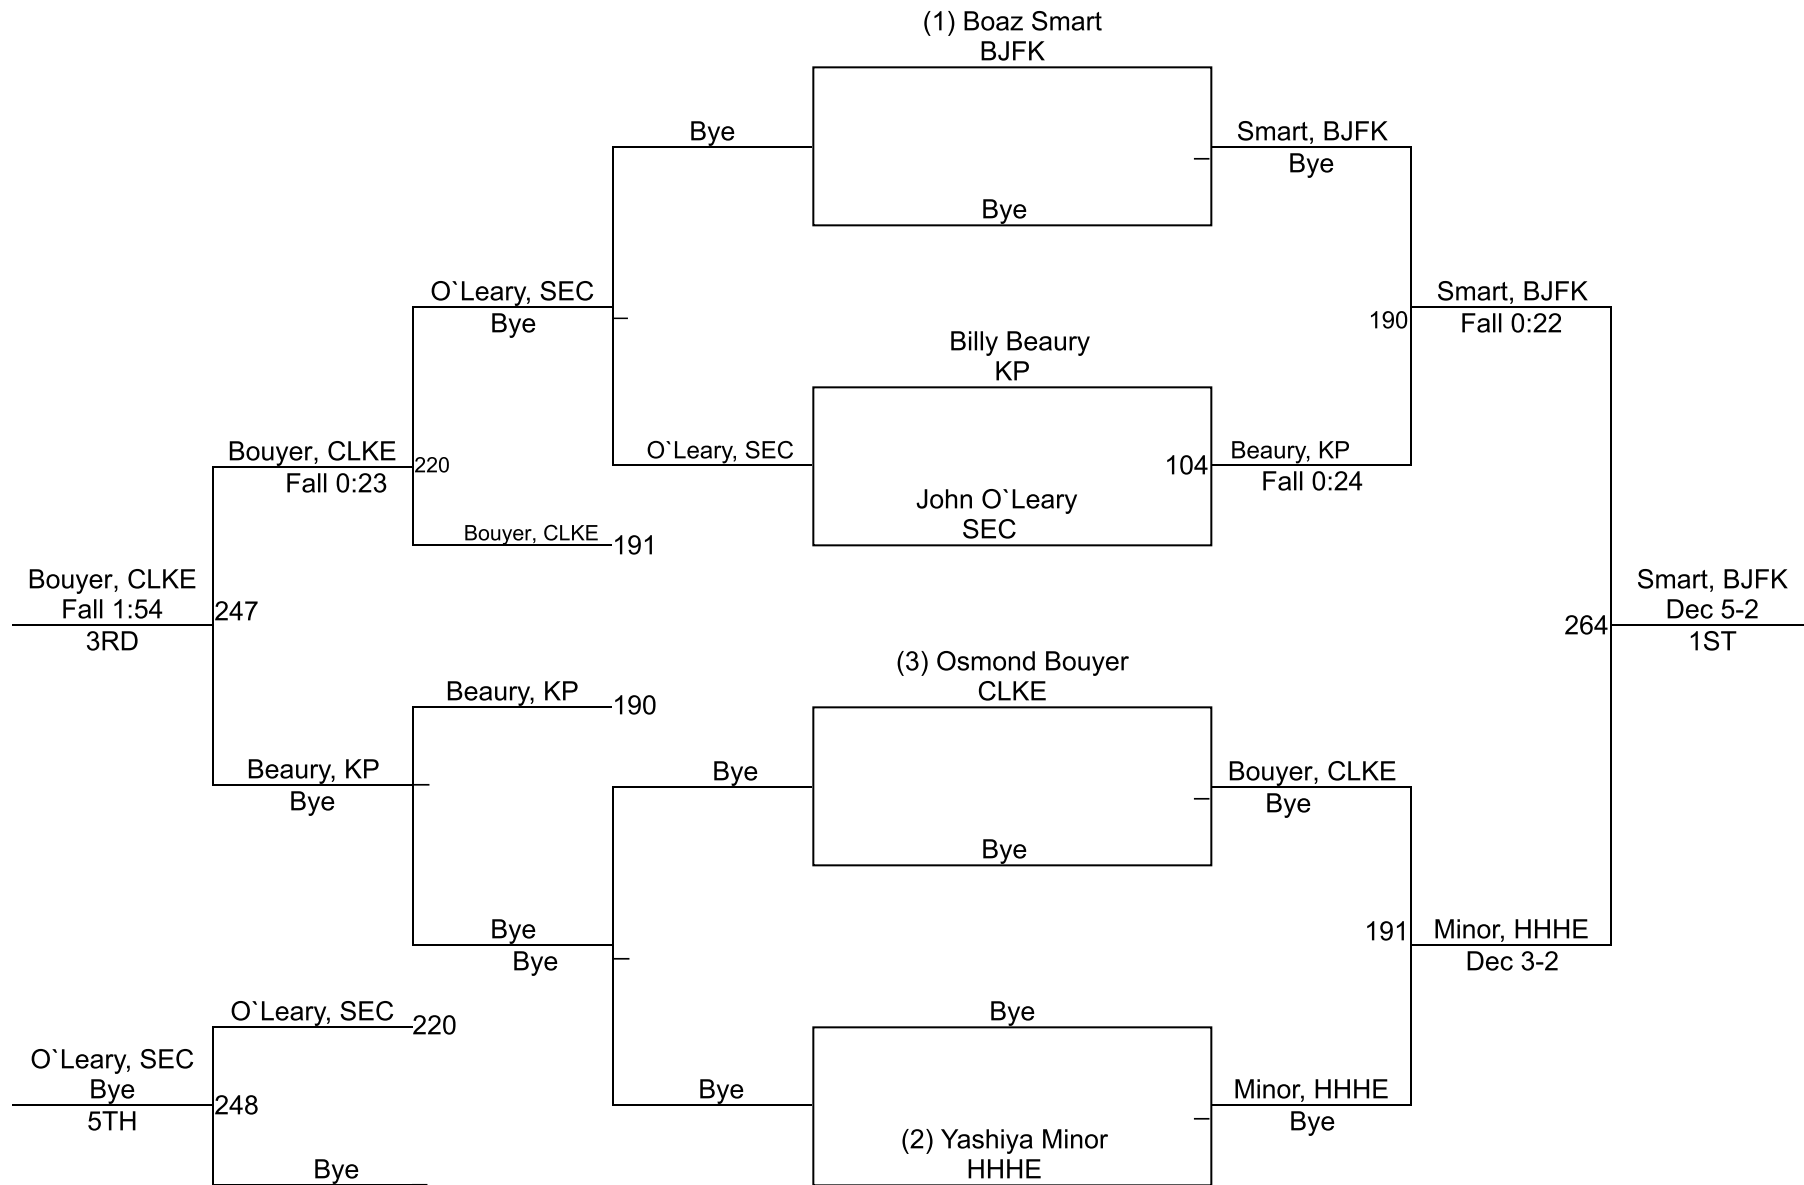 (1) Boaz Smart
BJFK
Bye
Smart, BJFK
Bye
Bye
O`Leary, SEC
Bye
Smart, BJFK
Fall 0:22
190
Billy Beaury
KP
Bouyer, CLKE
Fall 0:23
220
O`Leary, SEC
104
Beaury, KP
Fall 0:24
John O`Leary
SEC
Bouyer, CLKE
191
Bouyer, CLKE
Fall 1:54
3RD
247
Smart, BJFK
Dec 5-2
1ST
264
(3) Osmond Bouyer
CLKE
Beaury, KP
190
Beaury, KP
Bye
Bye
Bouyer, CLKE
Bye
Bye
Bye
Bye
191
Minor, HHHE
Dec 3-2
O`Leary, SEC
220
Bye
O`Leary, SEC
Bye
5TH
248
Bye
Minor, HHHE
Bye
(2) Yashiya Minor
HHHE
Bye